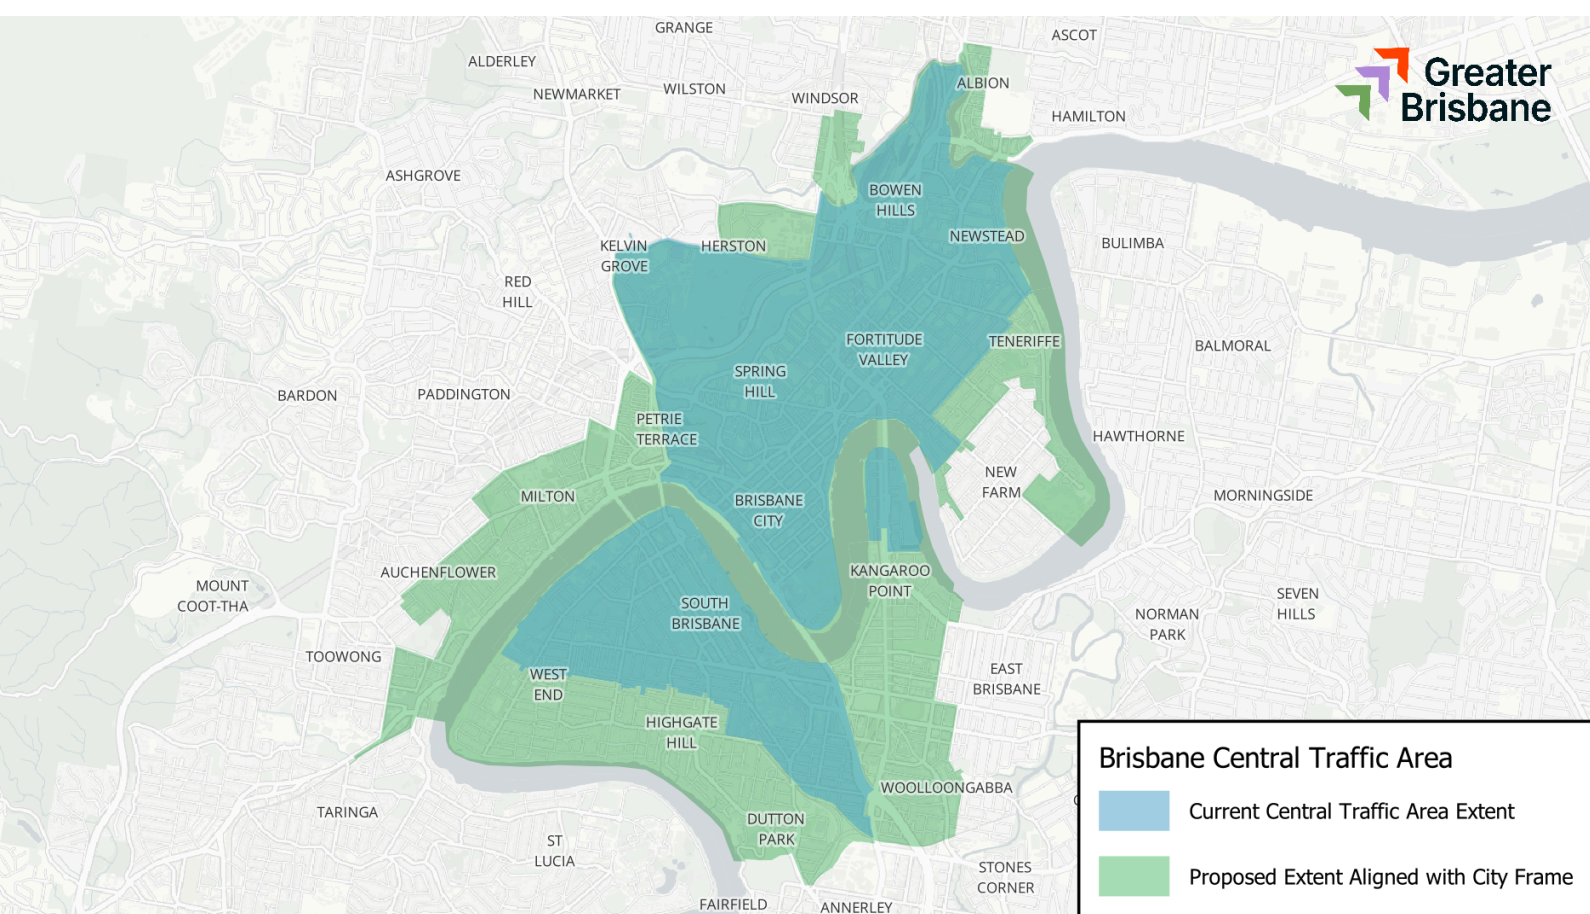 GRANGE
ASCOT
ALDERLEY
Greater
Brisbane
ALBION
WILSTON
NEWMARKET
WINDSOR
HAMILTON
ASHGROVE
BOWEN
HILLS
NEWSTEAD
BULIMBA
KELVIN
GROVE
HERSTON
RED
HILL
FORTITUDE
VALLEY
TENERIFFE
BALMORAL
SPRING
HILL
BARDON
PADDINGTON
PETRIE
TERRACE
HAWTHORNE
NEW
FARM
MILTON
BRISBANE
CITY
MORNINGSIDE
AUCHENFLOWER
KANGAROO
POINT
MOUNT
COOT-THA
SOUTH
BRISBANE
SEVEN
HILLS
NORMAN
PARK
TOOWONG
WEST
END
EAST
BRISBANE
HIGHGATE
HILL
WOOLLOONGABBA
TARINGA
DUTTON
PARK
ST
LUCIA
STONES
CORNER
FAIRFIELD
ANNERLEY
Brisbane Central Traffic Area
Current Central Traffic Area Extent
Proposed Extent Aligned with City Frame